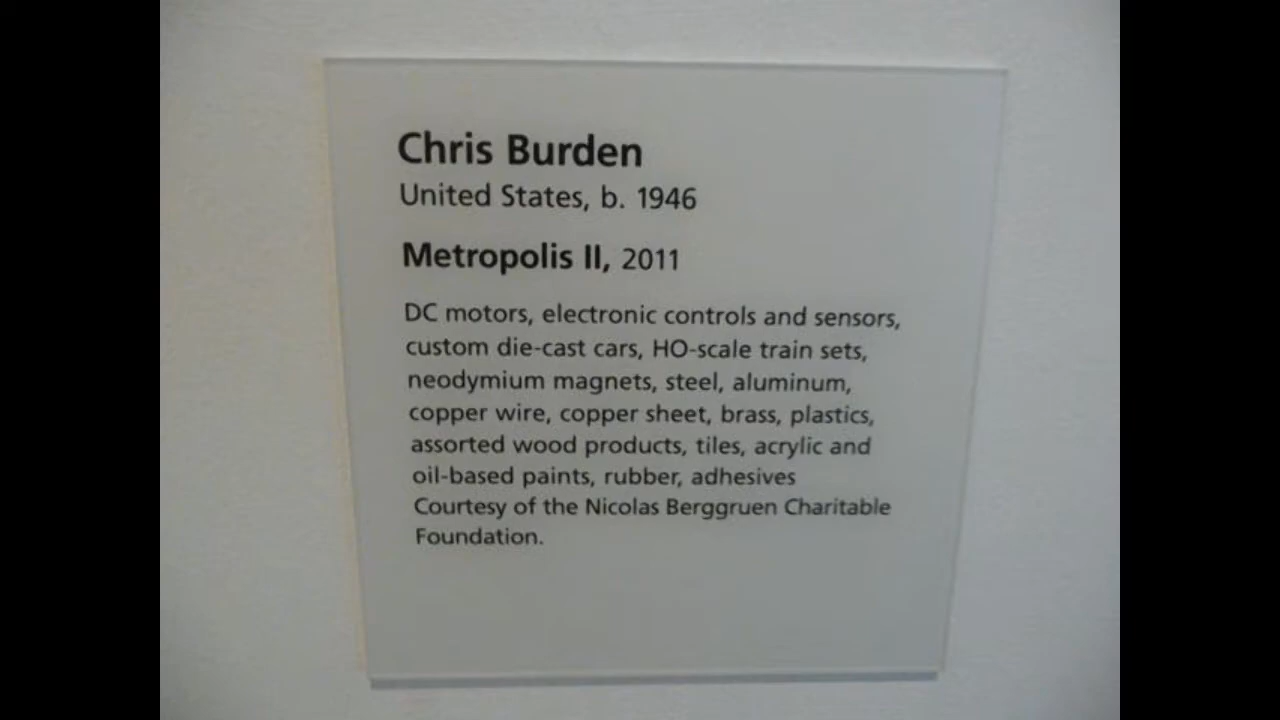 Chris Burden
United States, b. 1946
Metropolis II, 2011
DC motors, electronic controls and sensors,
custom die-cast cars, HO-scale train sets,
neodymium magnets, steel, aluminum,
copper wire, copper sheet, brass, plastics,
assorted wood products, tiles, acrylic and
oil-based paints, rubber, adhesives
Courtesy of the Nicolas Berggruen Charitable
Foundation.